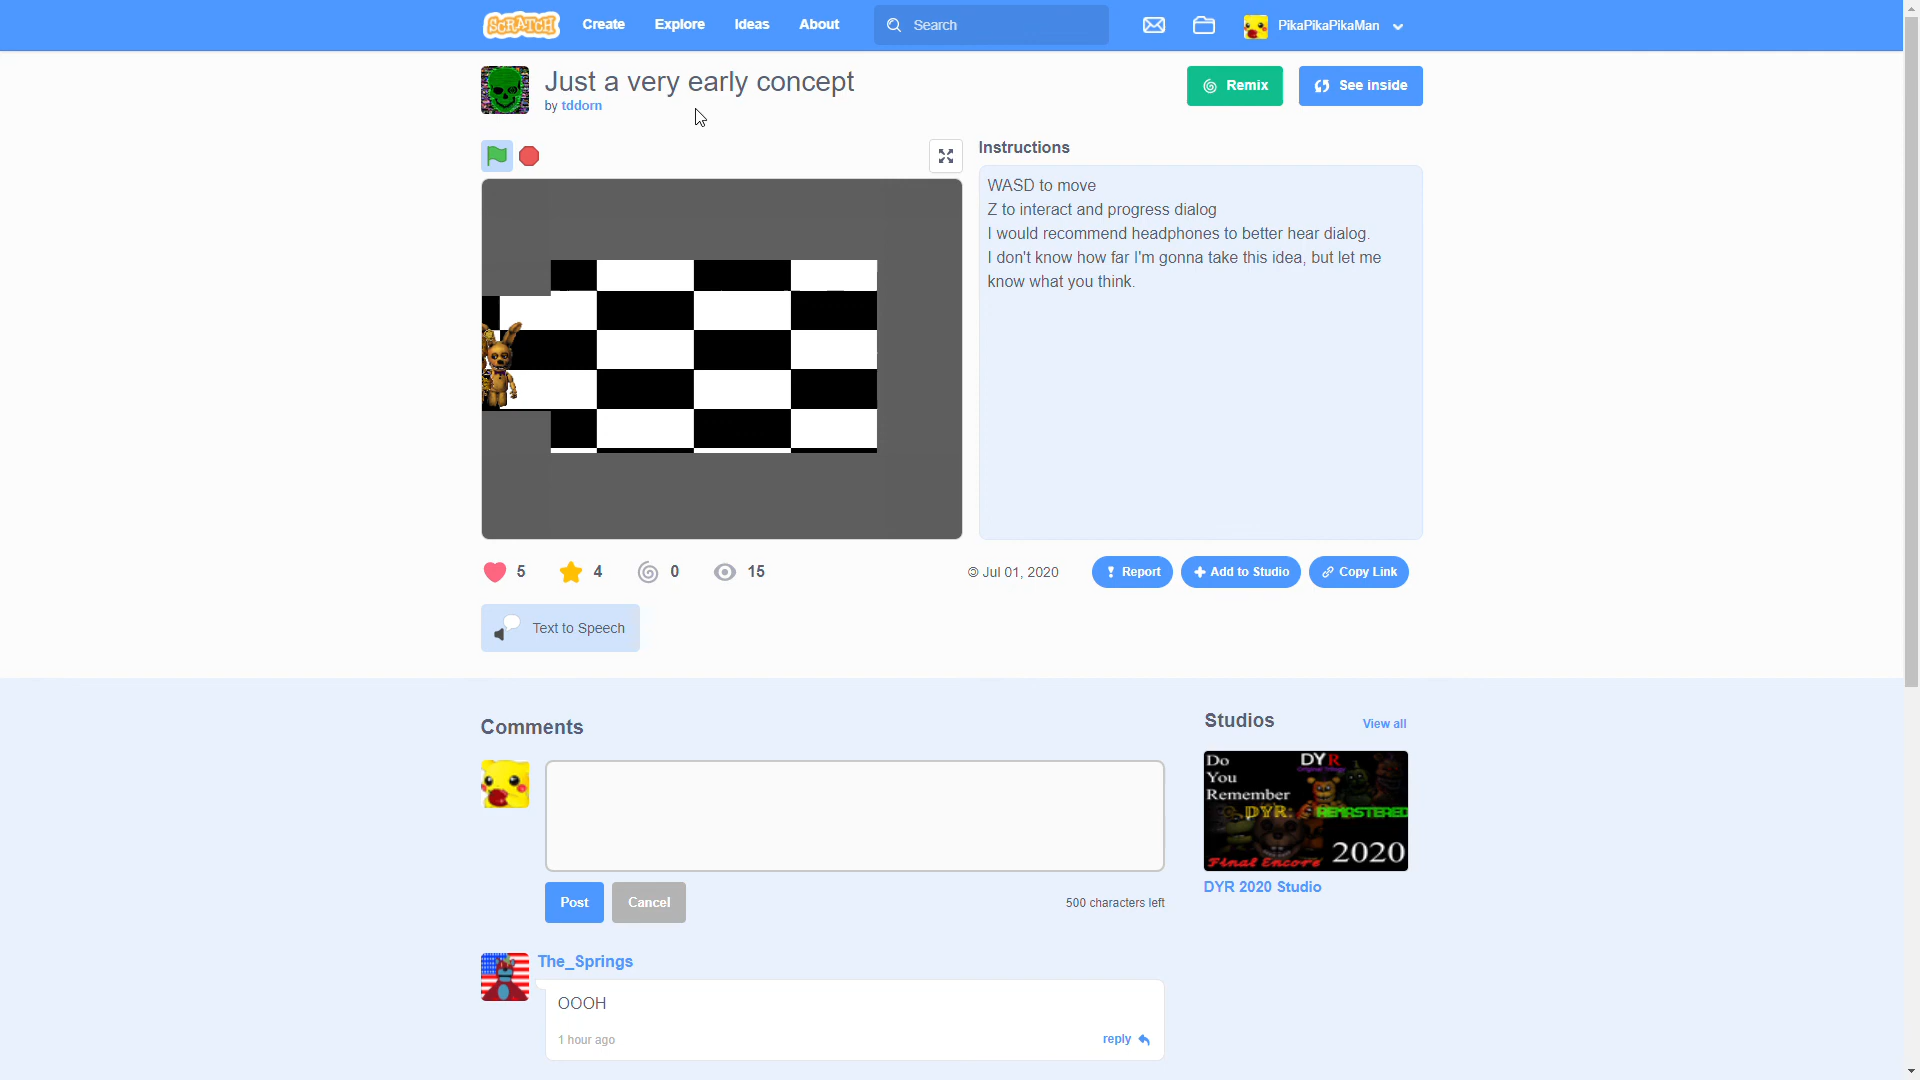 SCRATCH
Create
Explore
Ideas
About
Search
PikaPikaPikaMan
Just a very early concept
by tddorn
Remix
See inside
Instructions
WASD to move
Z to interact and progress dialog
I would recommend headphones to better hear dialog.
I don't know how far I'm gonna take this idea, but let me
know what you think.
5
4
0
15
© Jul 01, 2020
Report
Add to Studio
Copy Link
Text to Speech
Comments
Studios
View all
Do
You
Remember
DYR
DYR:
REMASTERED
Final Encore
2020
DYR 2020 Studio
Post
Cancel
500 characters left
The_Springs
OOOH
1 hour ago
reply